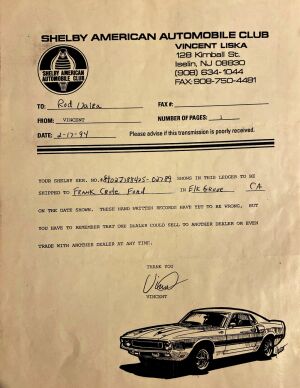 SHELBY AMERICAN AUTOMOBILE CLUB
VINCENT LISKA
128 Kimball St.
Iselin, NJ 08830
(908) 634-1044
FAX: 908-750-4481
SHELBY AMERICAN
AUTOMOBILE CLUB
TO: Rod
FAX #:
FROM: VINCENT
NUMBER OF PAGES: 1
DATE: 2-17-94
Please advise if this transmission is poorly received.
YOUR SHELBY SER. NO.# SHOWS IN THIS LEDGER TO BE
SHIPPED TO FRANK Ford IN ELK GROVE CA
ON THE DATE SHOWN. THESE HAND WRITTEN RECORDS HAVE YET TO BE WRONG, BUT
YOU HAVE TO REMEMBER THAT ONE DEALER COULD SELL TO ANOTHER DEALER OR EVEN
TRADE WITH ANOTHER DEALER AT ANY TIME.
THANK YOU
VINCENT